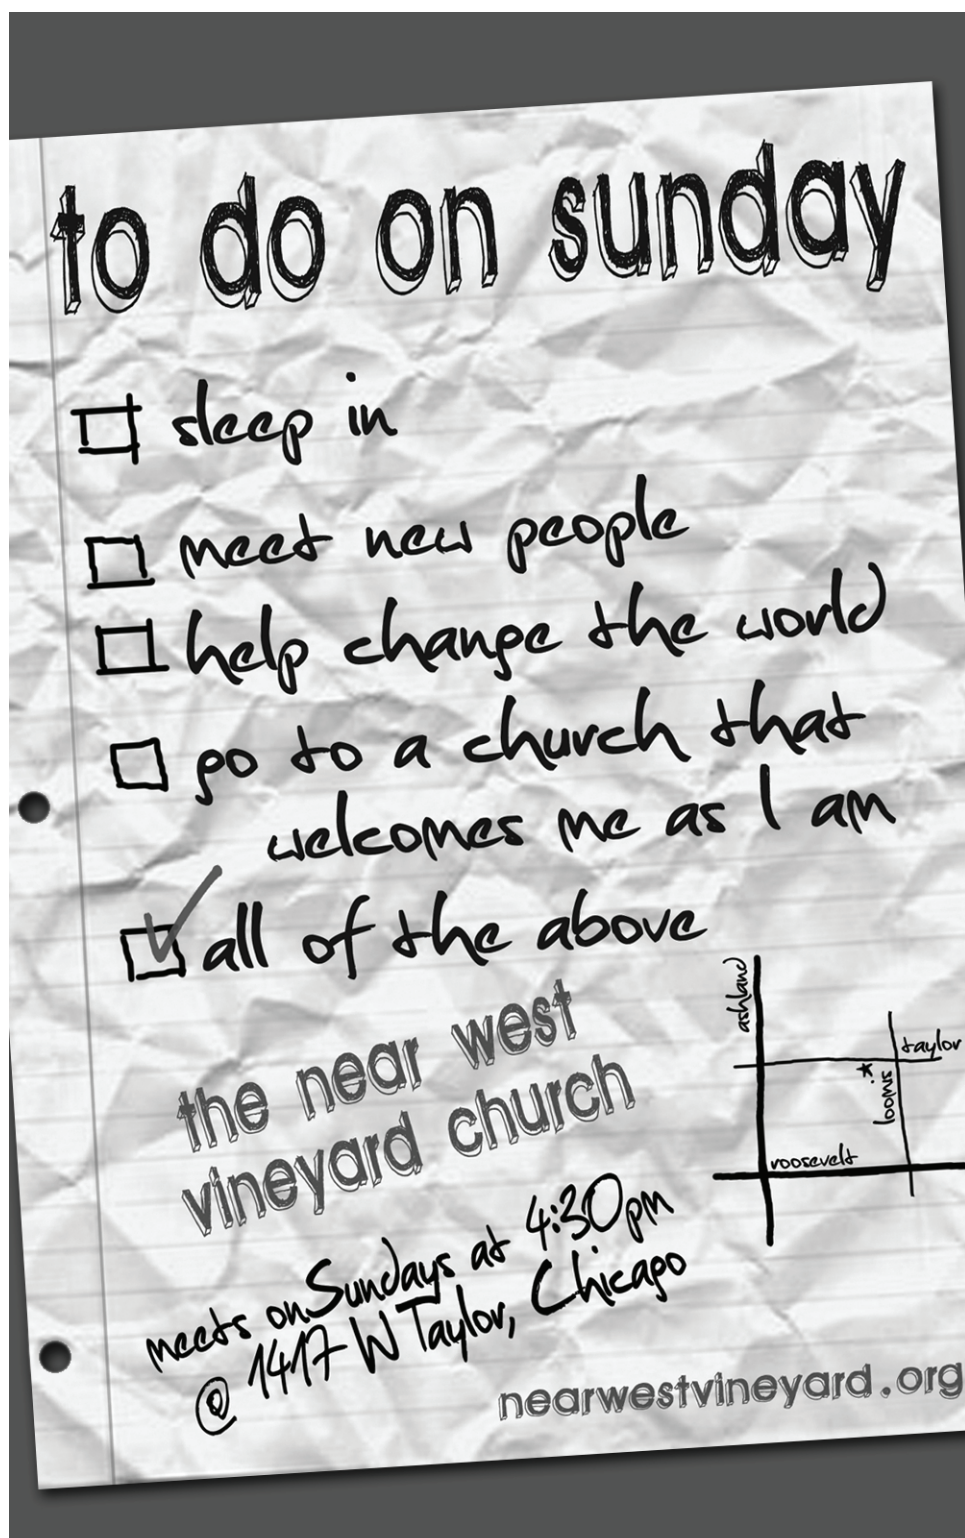 to do on sunday
sleep in
meet new people
help change the world
go to a church that
welcomes me as I am
all of the above
the near west
vineyard church
meets on Sundays at 4:30pm
@ 1417 W Taylor, Chicago
ashland
taylor
loomis
roosevelt
nearwestvineyard.org